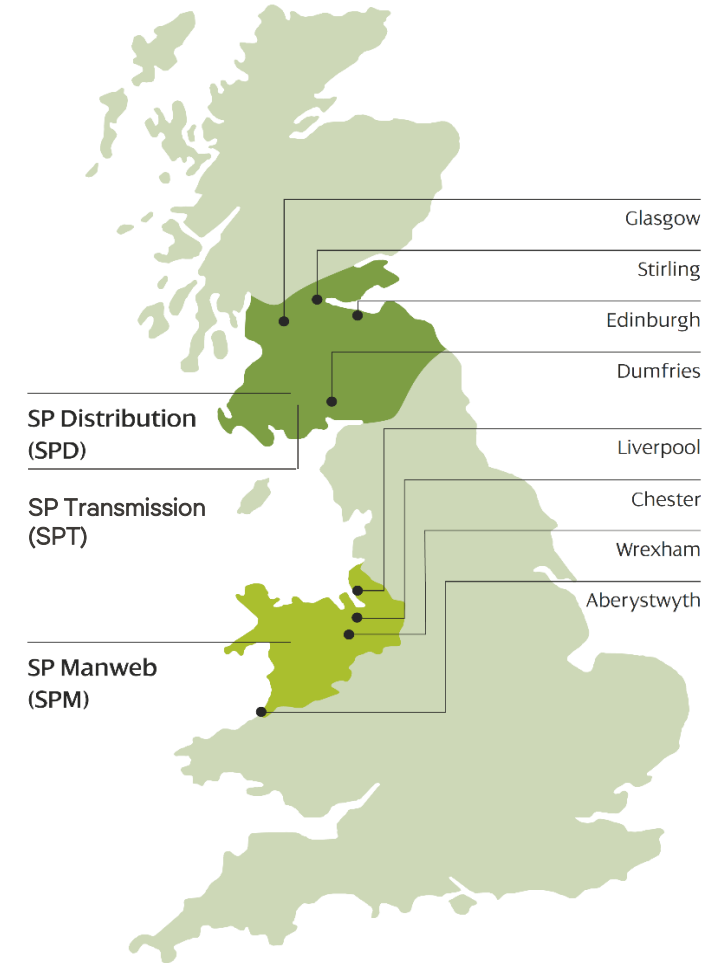 Glasgow
Stirling
Edinburgh
Dumfries
SP Distribution
(SPD)
Liverpool
Chester
SP Transmission
(SPT)
Wrexham
Aberystwyth
SP Manweb
(SPM)